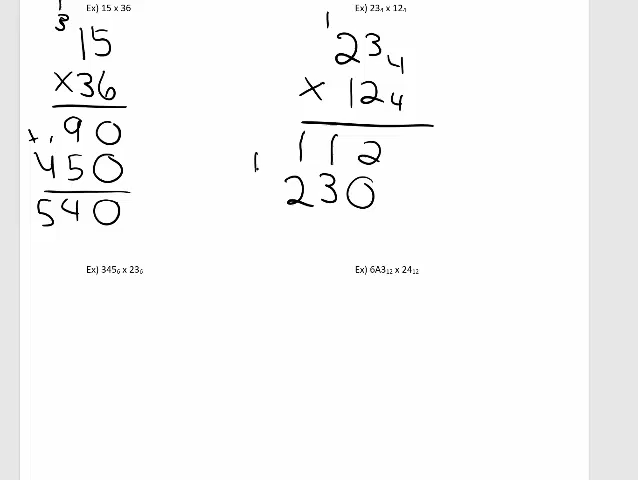 Ex) 15 x 36
1
3
15
x36
+190
450
540
Ex) 23₄ x 12₄
1
23₄
x 12₄
112
1
230
Ex) 345₆ x 23₆
Ex) 6A3₁₂ x 24₁₂